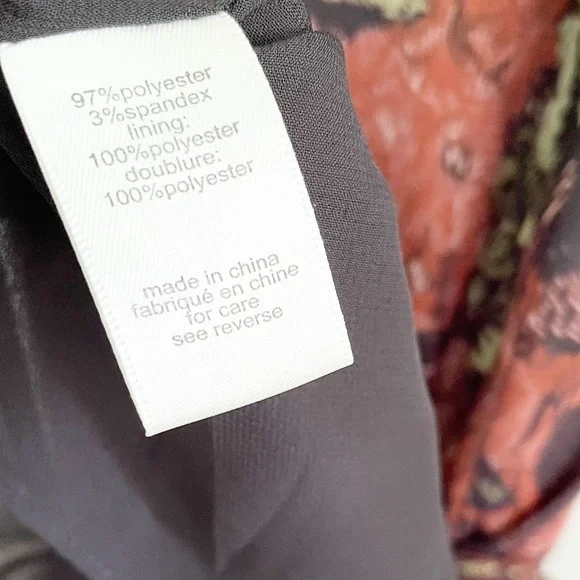 97%polyester
3%spandex
lining:
100%polyester
doublure:
100%polyester
made in china
fabriqué en chine
for care
see reverse